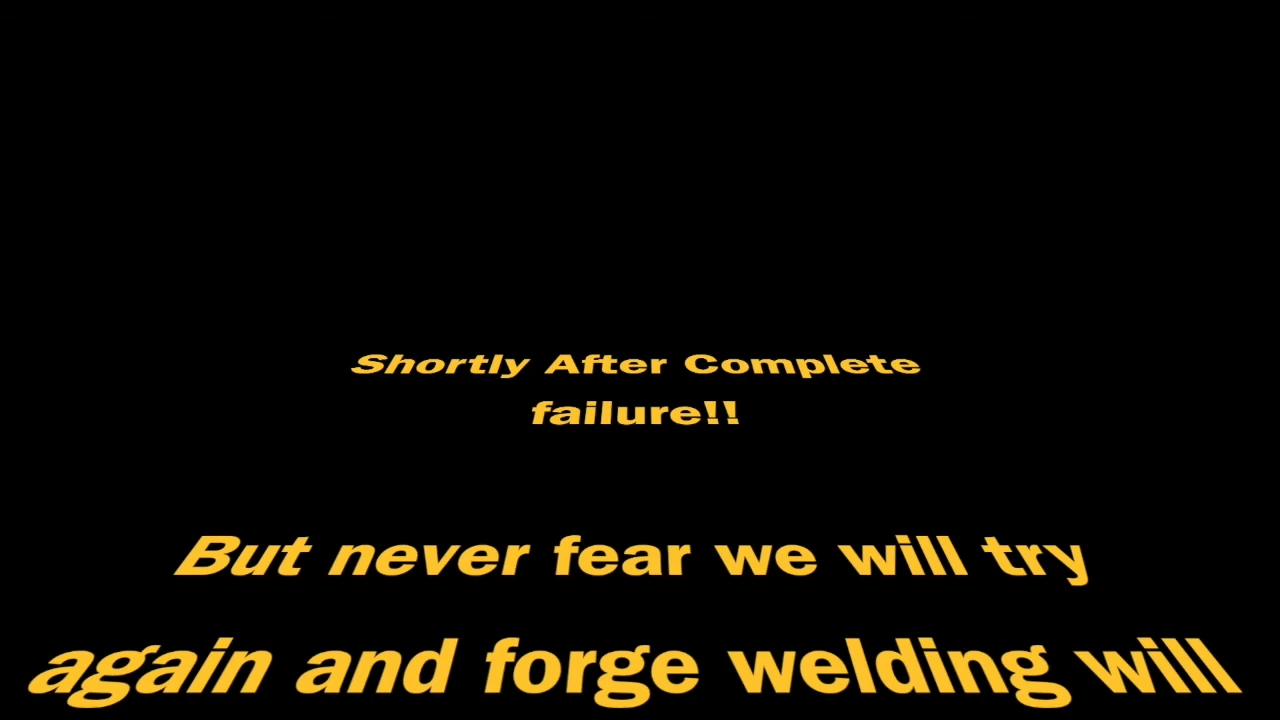 Shortly After Complete
failure!!
But never fear we will try
again and forge welding will